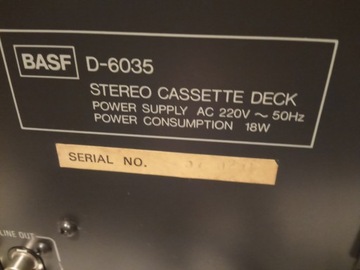 BASF D-6035
STEREO CASSETTE DECK
POWER SUPPLY AC 220V ~ 50Hz
POWER CONSUMPTION 18W
SERIAL NO.
LINE OUT